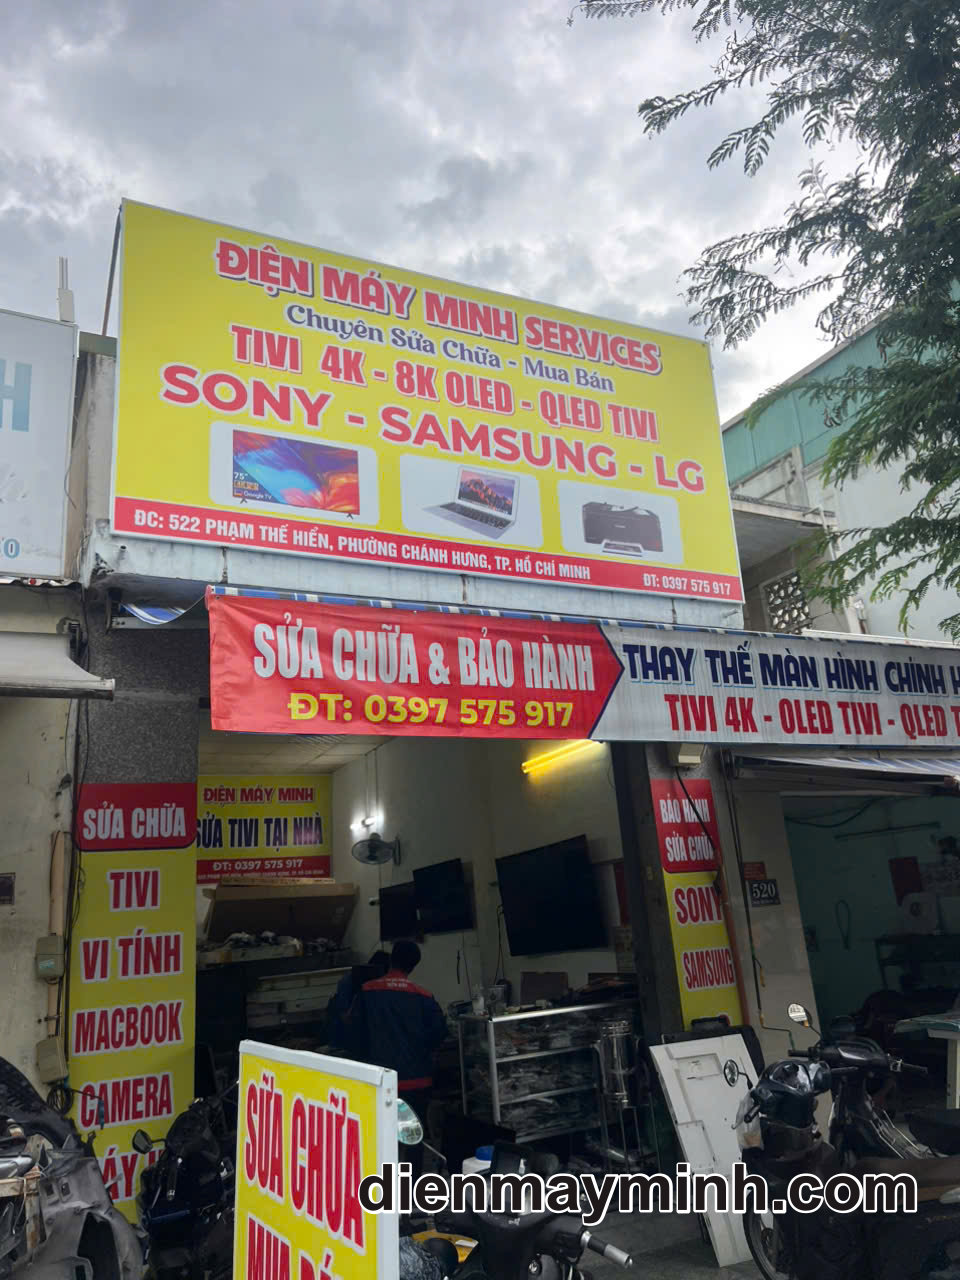 ĐIỆN MÁY MINH SERVICES
Chuyên Sửa Chữa - Mua Bán
TIVI 4K - 8K OLED - QLED TIVI
SONY - SAMSUNG - LG
75"
Google TV
ĐC: 522 PHẠM THẾ HIỂN, PHƯỜNG CHÁNH HƯNG, TP. HỒ CHÍ MINH
ĐT: 0397 575 917
SỬA CHỮA & BẢO HÀNH
ĐT: 0397 575 917
THAY THẾ MÀN HÌNH CHÍNH H
TIVI 4K - OLED TIVI - QLED T
SỬA CHỮA
TIVI
VI TÍNH
MACBOOK
CAMERA
ĐIỆN MÁY MINH
SỬA TIVI TẠI NHÀ
ĐT: 0397 575 917
BẢO HÀNH
SỬA CHỮA
SONY
SAMSUNG
520
SỬA CHỮA
MUA
dienmayminh.com